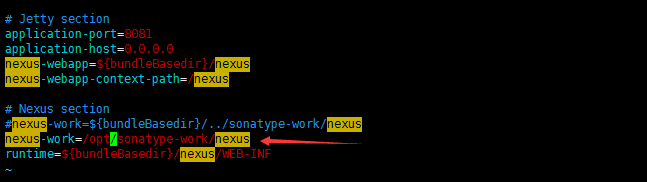 # Jetty section
application-port=8081
application-host=0.0.0.0
nexus-webapp=${bundleBasedir}/nexus
nexus-webapp-context-path=/nexus
# Nexus section
#nexus-work=${bundleBasedir}/../sonatype-work/nexus
nexus-work=/opt/sonatype-work/nexus
runtime=${bundleBasedir}/nexus/WEB-INF
~